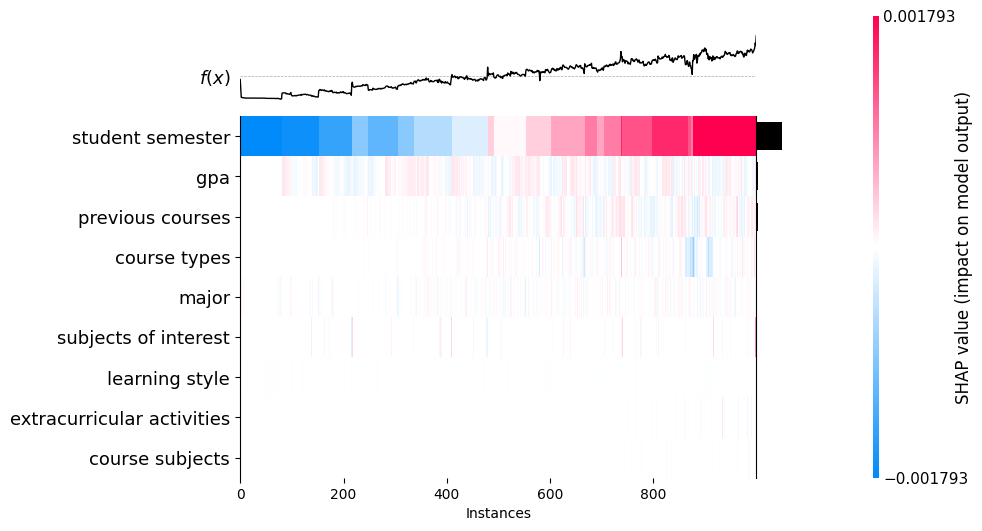 0.001793
f(x)
student semester
gpa
previous courses
course types
major
subjects of interest
learning style
extracurricular activities
course subjects
SHAP value (impact on model output)
−0.001793
0 200 400 600 800
Instances